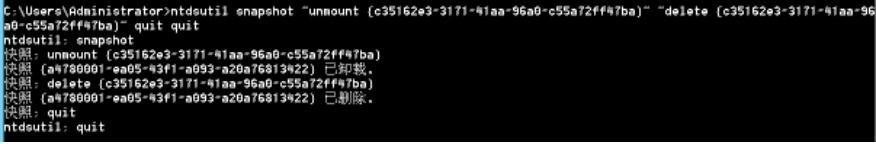 C:\Users\Administrator>ntdsutil snapshot "unmount {c35162e3-3171-41aa-96a0-c55a72ff47ba}" "delete {c35162e3-3171-41aa-96
a0-c55a72ff47ba}" quit quit
ntdsutil: snapshot
快照: unmount {c35162e3-3171-41aa-96a0-c55a72ff47ba}
快照 {a4780001-ea05-43f1-a093-a20a76813422} 已卸载.
快照: delete {c35162e3-3171-41aa-96a0-c55a72ff47ba}
快照 {a4780001-ea05-43f1-a093-a20a76813422} 已删除.
快照: quit
ntdsutil: quit